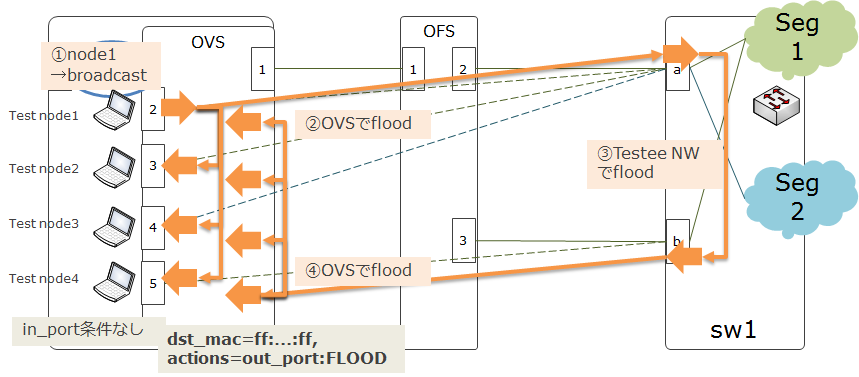 OVS
OFS
Seg
1
①node1
→broadcast
1
1
2
a
Test node1
2
②OVSでflood
③Testee NW
でflood
Test node2
3
Seg
2
Test node3
4
3
b
Test node4
5
④OVSでflood
in_port条件なし
dst_mac=ff:...:ff,
actions=out_port:FLOOD
sw1